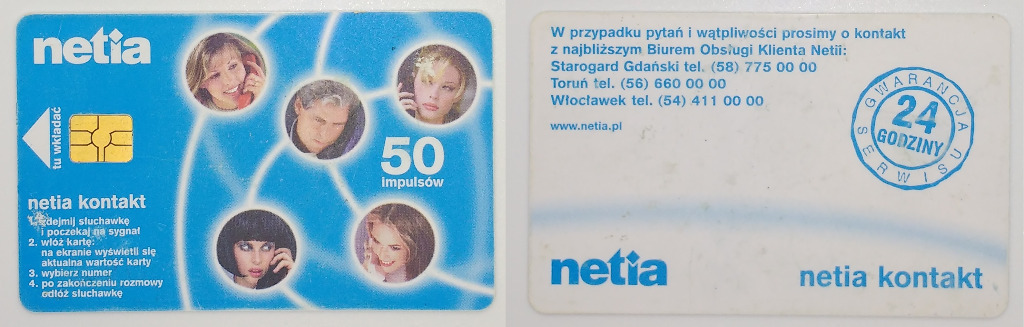 netia
tu wkładać
50
impulsów
netia kontakt
1. zdejmij słuchawkę
i poczekaj na sygnał
2. włóż kartę:
na ekranie wyświetli się
aktualna wartość karty
3. wybierz numer
4. po zakończeniu rozmowy
odłóż słuchawkę
W przypadku pytań i wątpliwości prosimy o kontakt
z najbliższym Biurem Obsługi Klienta Netii:
Starogard Gdański tel. (58) 775 00 00
Toruń tel. (56) 660 00 00
Włocławek tel. (54) 411 00 00
www.netia.pl
GWARANCJA
24
GODZINY
SERWISU
netia
netia kontakt